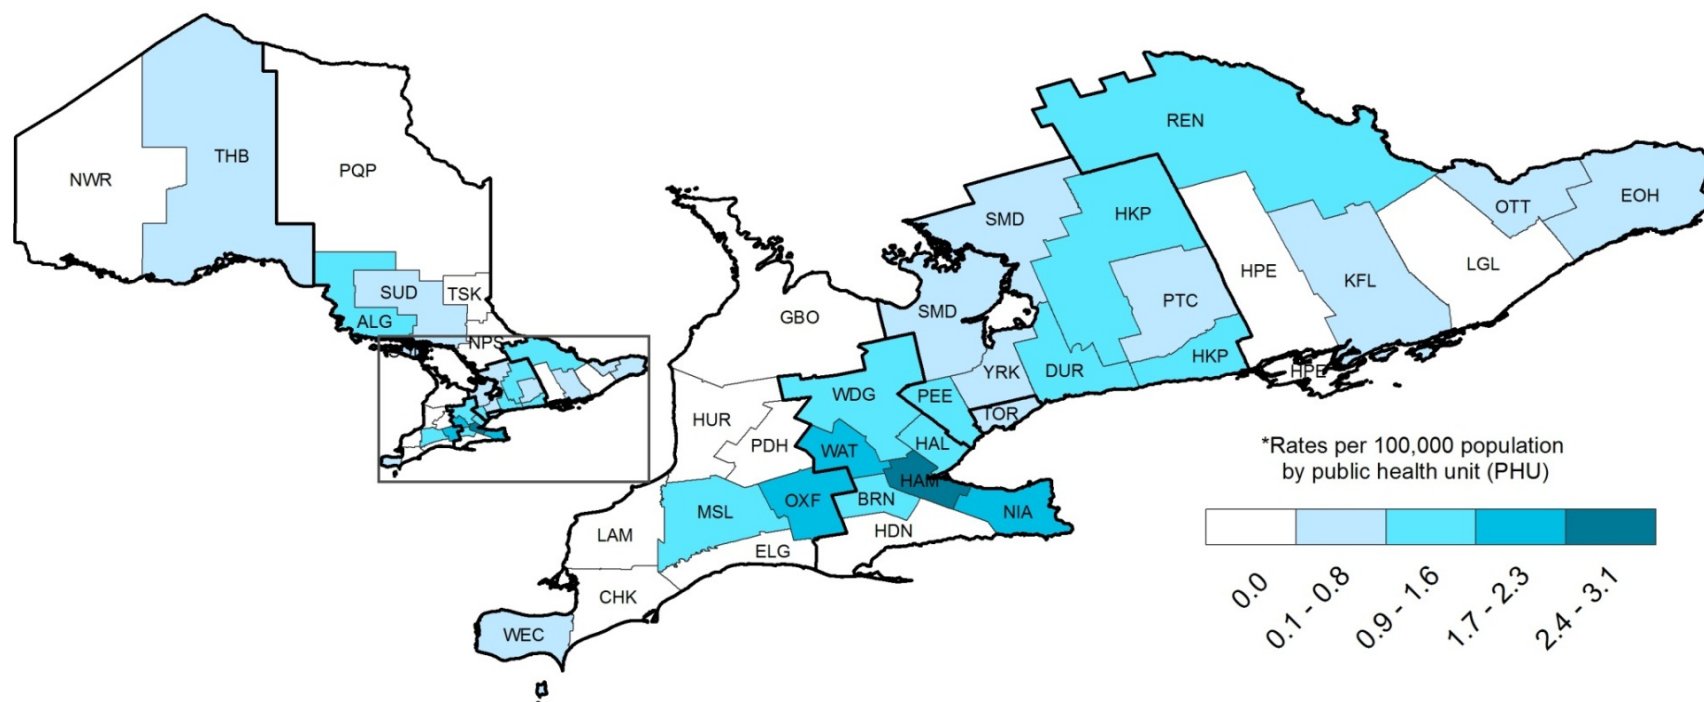 REN
THB
NWR
PQP
SMD
HKP
OTT
EOH
SUD
TSK
HPE
LGL
PTC
KFL
ALG
GBO
SMD
NPS
HKP
YRK
DUR
HPE
WDG
PEE
TOR
HUR
PDH
WAT
HAL
HAM
MSL
OXF
BRN
NIA
LAM
ELG
HDN
CHK
WEC
*Rates per 100,000 population
by public health unit (PHU)
0.0
0.1 - 0.8
0.9 - 1.6
1.7 - 2.3
2.4 - 3.1